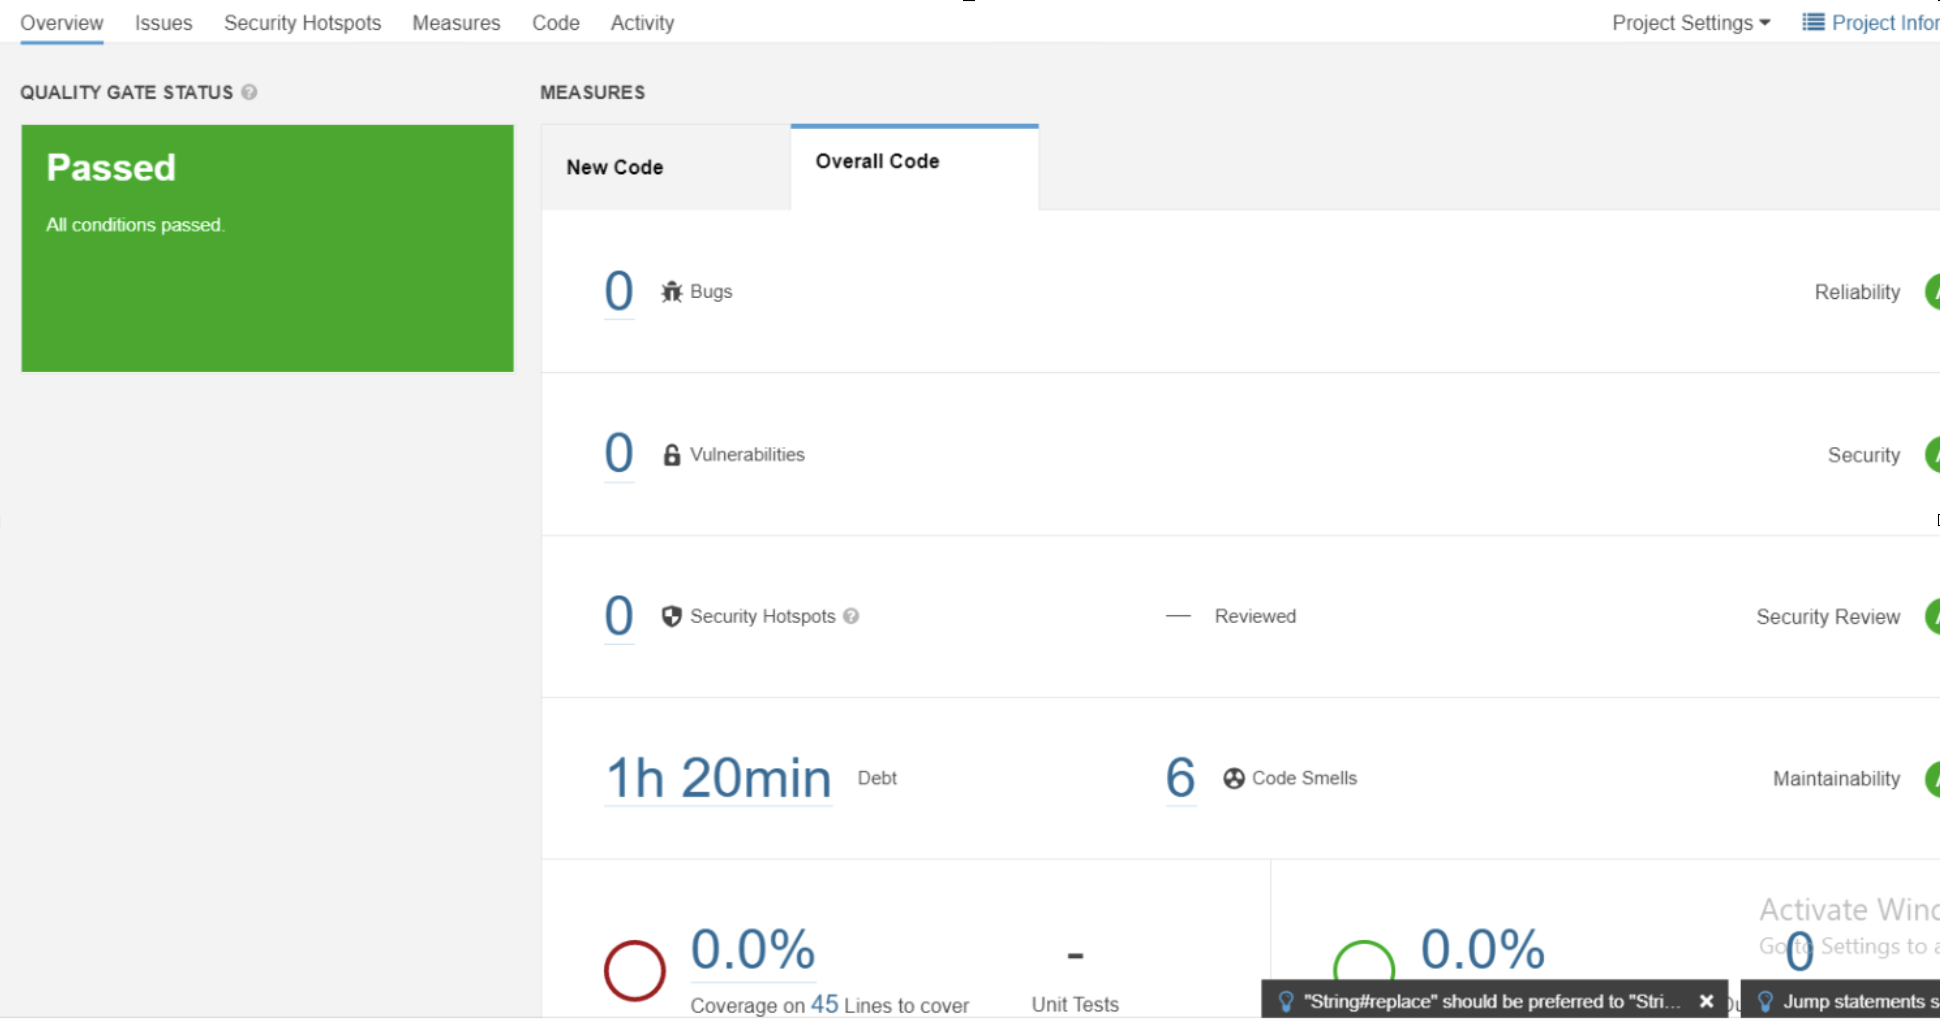 Overview Issues Security Hotspots Measures Code Activity Project Settings Project
QUALITY GATE STATUS
MEASURES
Passed
All conditions passed.
New Code
Overall Code
0 Bugs Reliability
0 Vulnerabilities Security
0 Security Hotspots — Reviewed Security Review
1h 20min Debt 6 Code Smells Maintainability
0.0% - 0.0% 0
Coverage on 45 Lines to cover Unit Tests
Activate
Go to Settings to
"String#replace" should be preferred to "Stri...
Jump statements